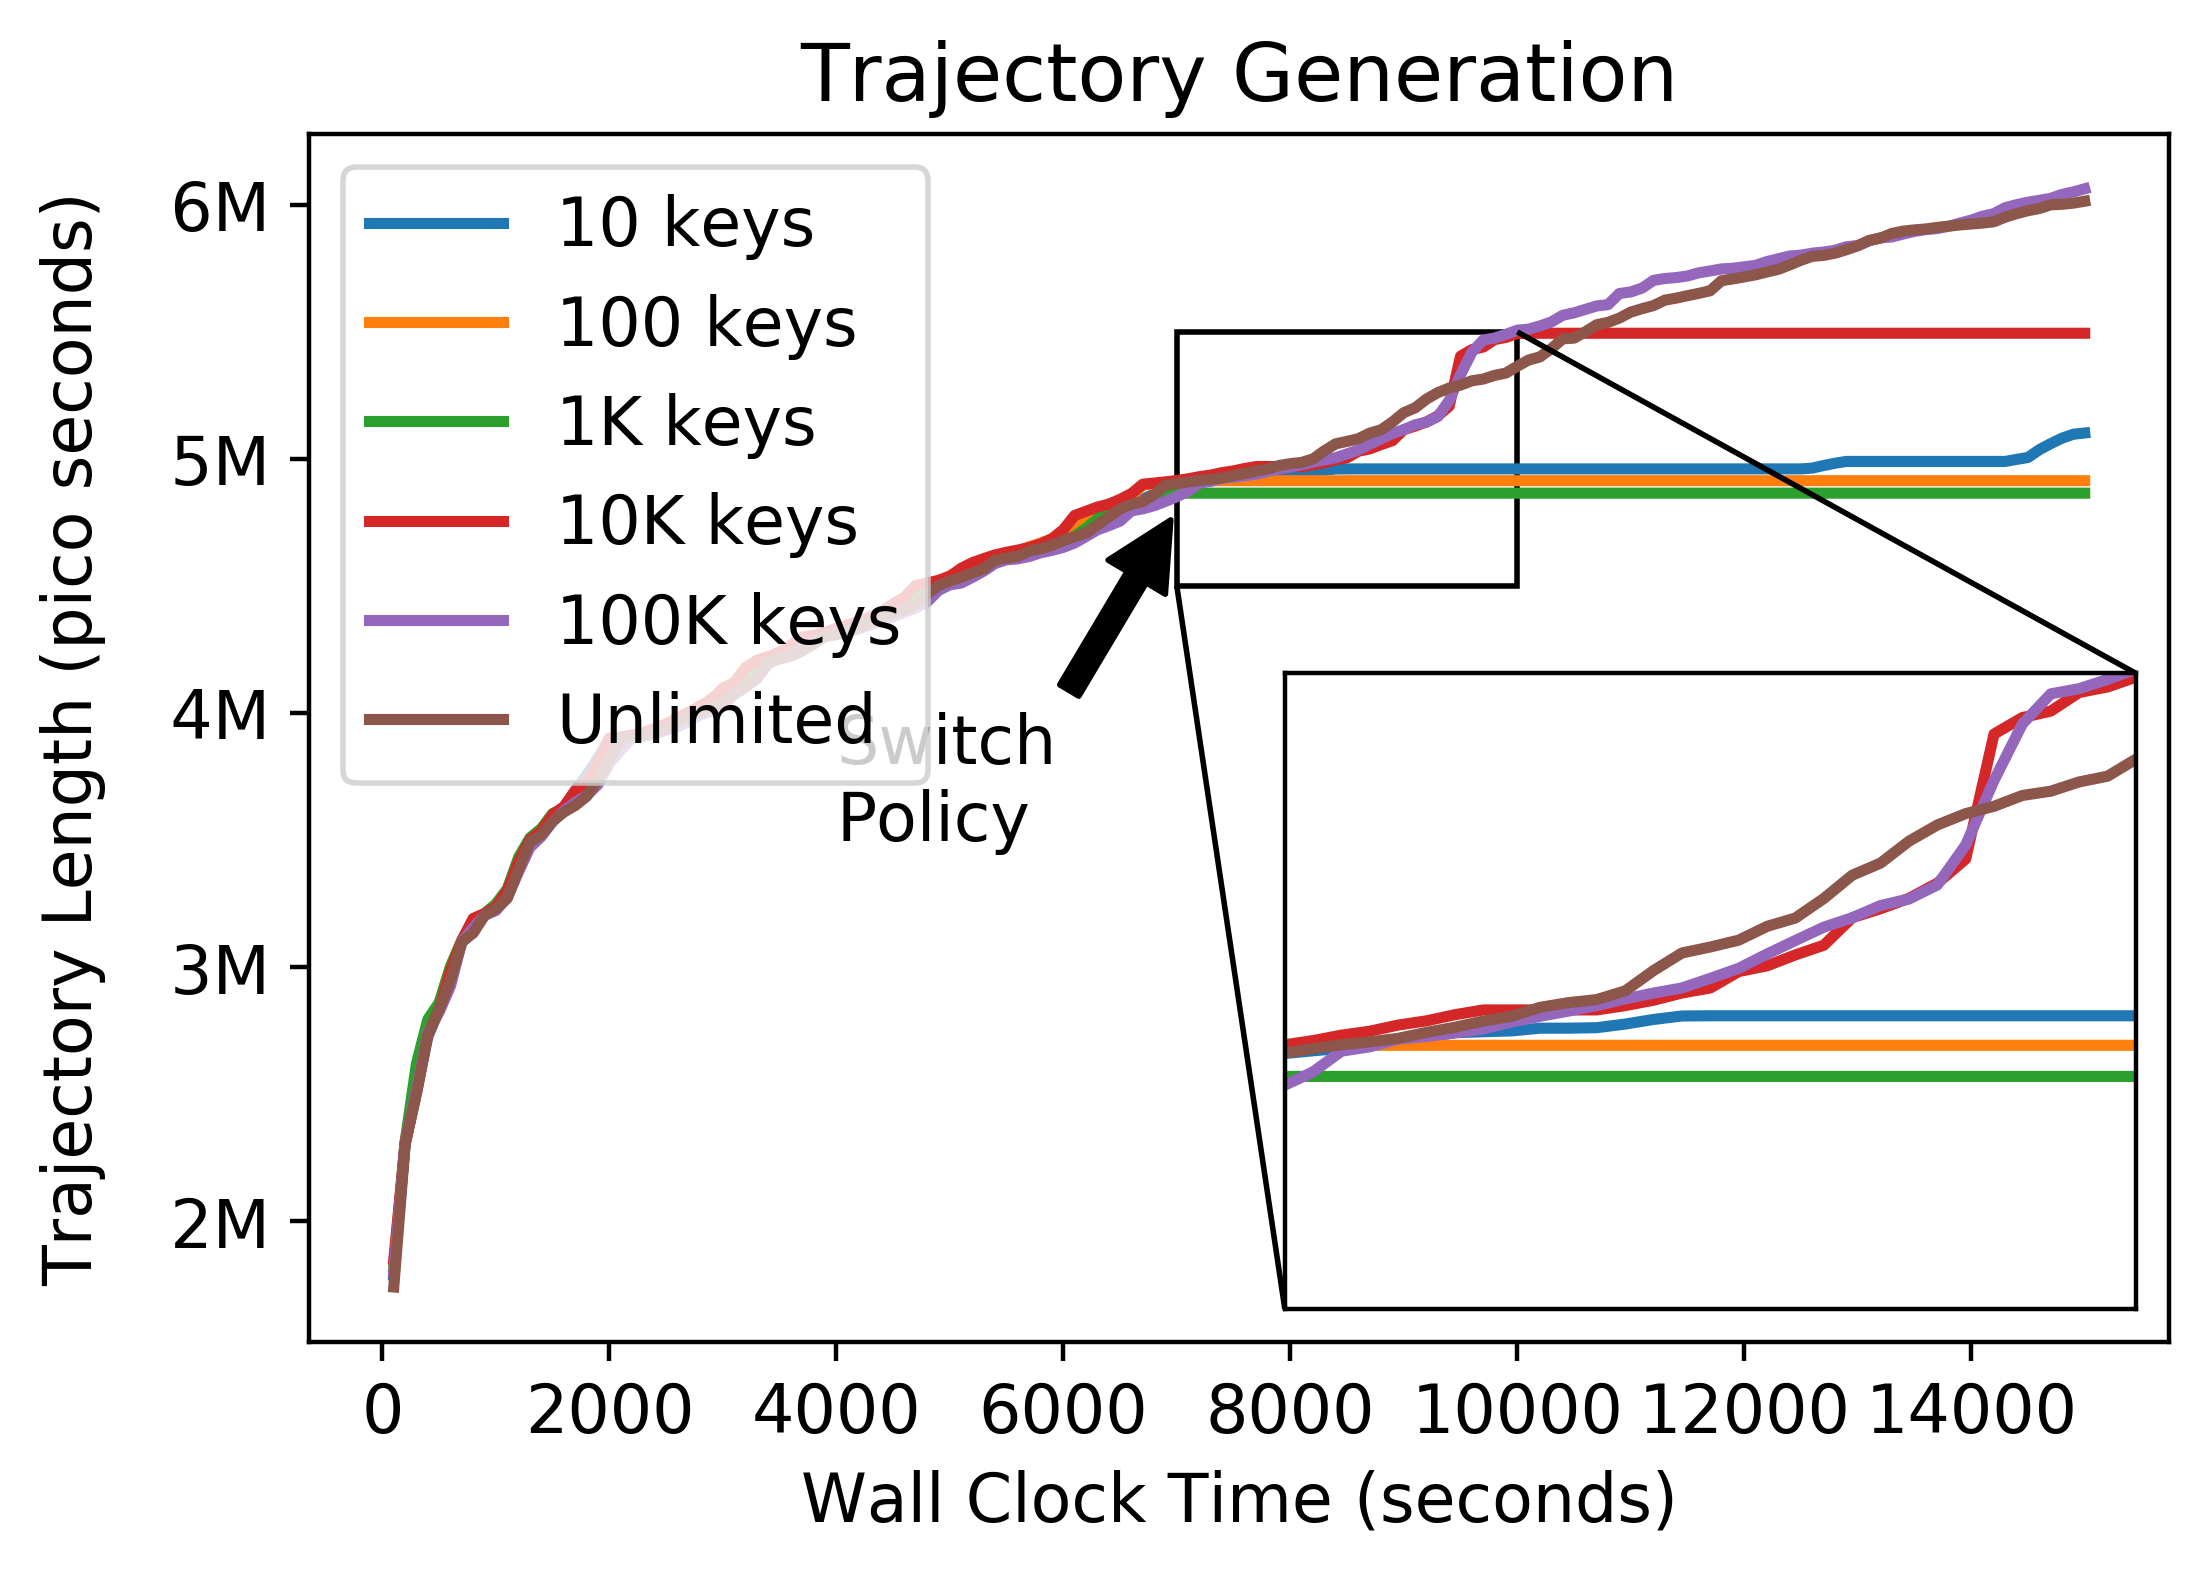 Trajectory Generation
Trajectory Length (pico seconds)
6M
5M
4M
3M
2M
10 keys
100 keys
1K keys
10K keys
100K keys
Unlimited
Switch
Policy
0
2000
4000
6000
8000
10000
12000
14000
Wall Clock Time (seconds)